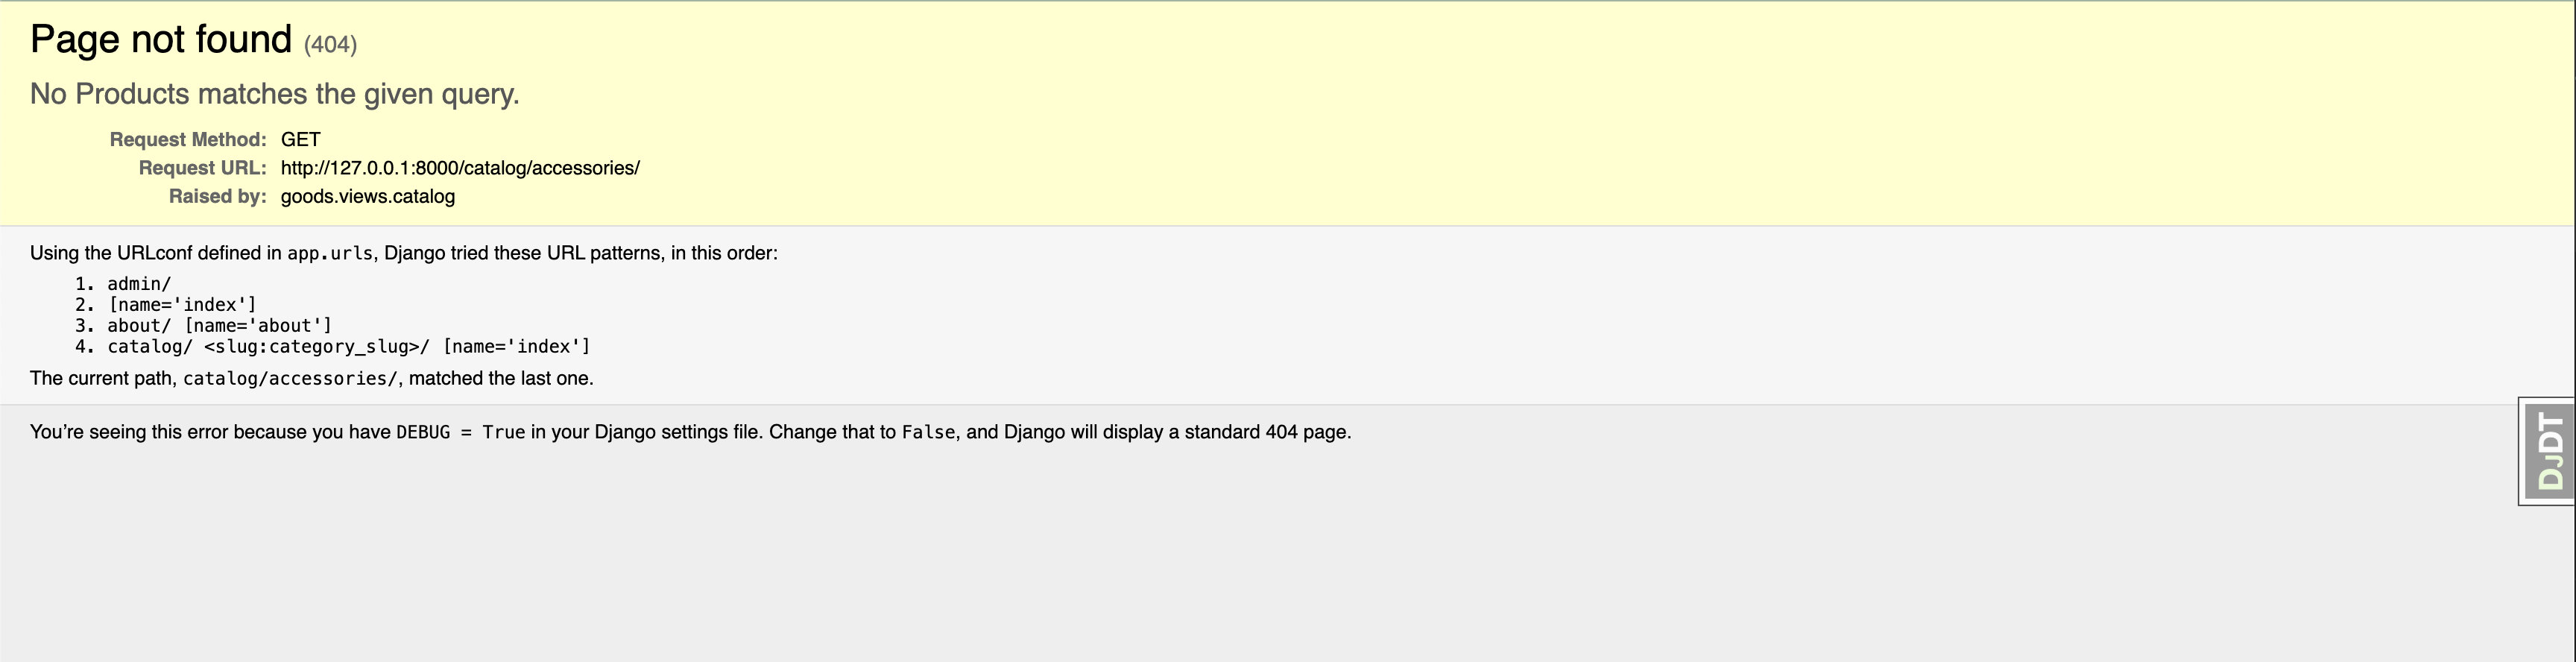 Page not found (404)
No Products matches the given query.
Request Method: GET
Request URL: http://127.0.0.1:8000/catalog/accessories/
Raised by: goods.views.catalog
Using the URLconf defined in app.urls, Django tried these URL patterns, in this order:
1. admin/
2. [name='index']
3. about/ [name='about']
4. catalog/ <slug:category_slug>/ [name='index']
The current path, catalog/accessories/, matched the last one.
You’re seeing this error because you have DEBUG = True in your Django settings file. Change that to False, and Django will display a standard 404 page.
DJDT